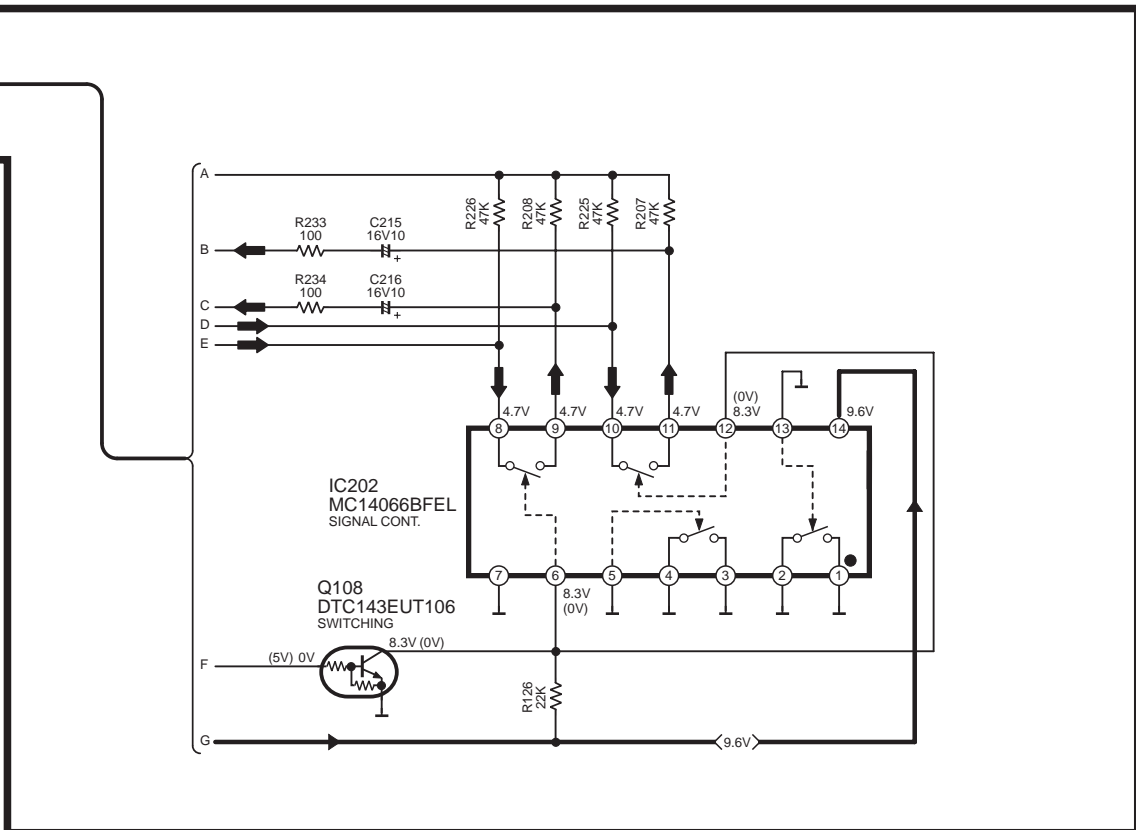 A
R226
47K
R208
47K
R225
47K
R207
47K
R233
100
C215
16V10
+
B
R234
100
C216
16V10
+
C
D
E
4.7V
4.7V
4.7V
4.7V
(0V)
8.3V
9.6V
8
9
10
11
12
13
14
IC202
MC14066BFEL
SIGNAL CONT.
7
6
5
4
3
2
1
8.3V
(0V)
Q108
DTC143EUT106
SWITCHING
8.3V (0V)
F
(5V) 0V
R126
22K
G
9.6V